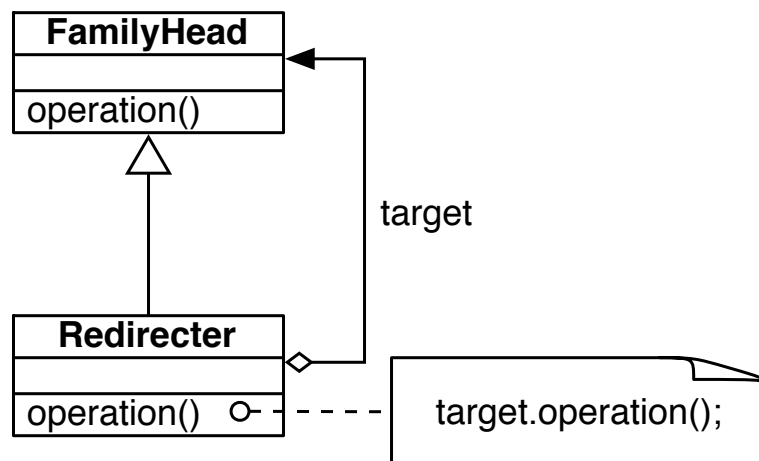 FamilyHead
operation()
target
Redirecter
operation()
target.operation();